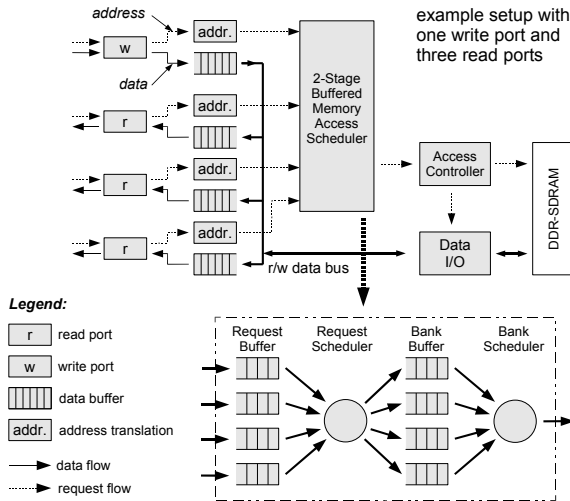 address
example setup with
one write port and
three read ports
w
addr.
data
2-Stage
Buffered
Memory
Access
Scheduler
r
addr.
r
addr.
Access
Controller
DDR-SDRAM
r
addr.
Data
I/O
r/w data bus
Legend:
r
read port
w
write port
data buffer
addr.
address translation
data flow
request flow
Request
Buffer
Request
Scheduler
Bank
Buffer
Bank
Scheduler